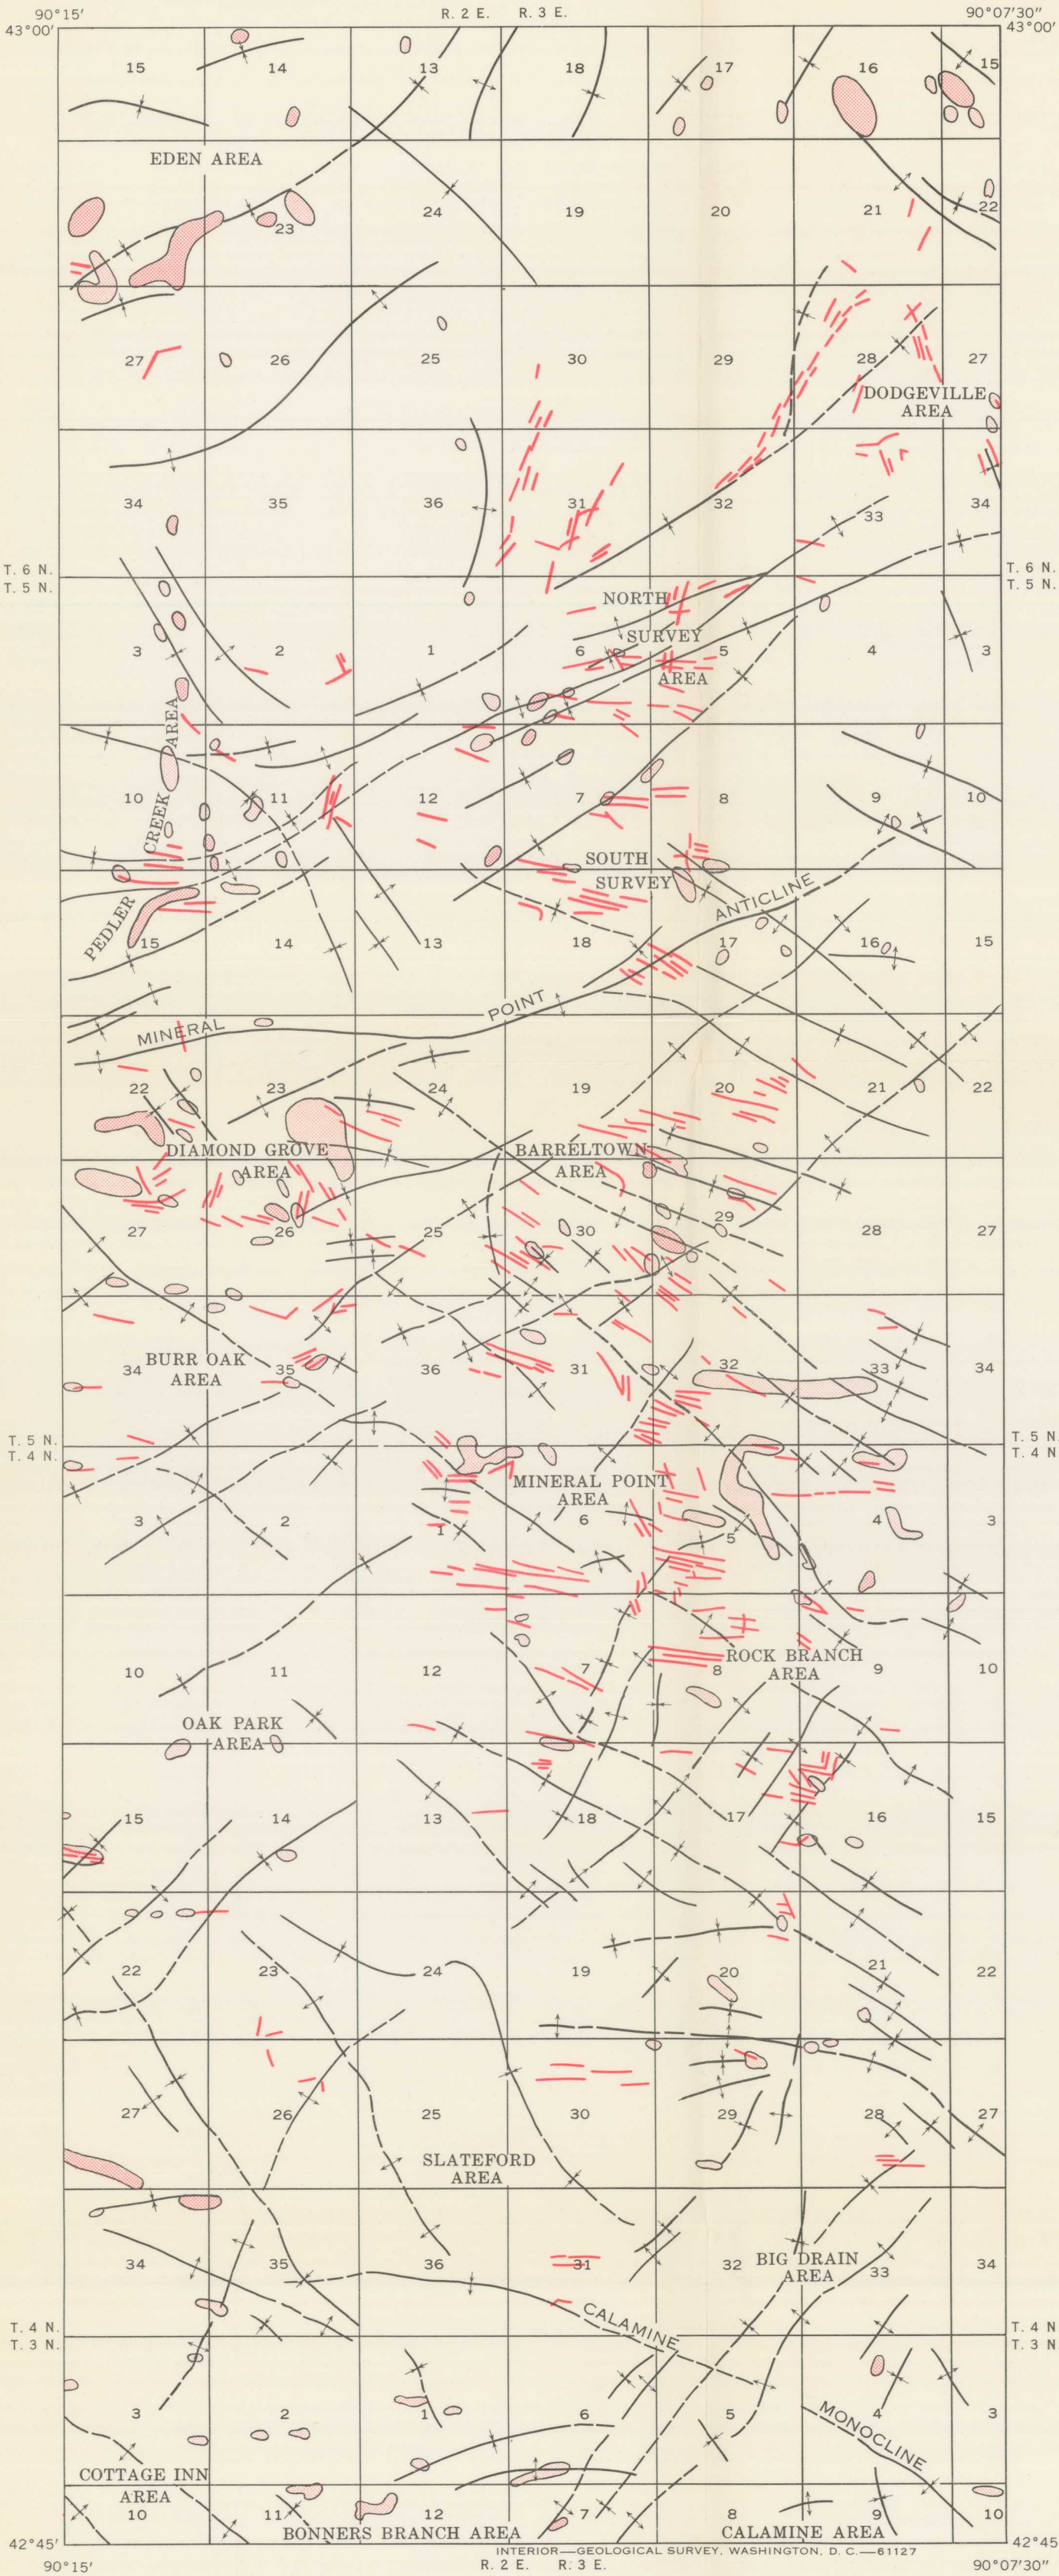 90°15′ R. 2 E. R. 3 E. 90°07′30″
43°00′ 43°00′
15 14 13 18 17 16 15
EDEN AREA
23 24 19 20 21 22
27 26 25 30 29 28 27
DODGEVILLE
AREA
34 35 36 31 32 33 34
T. 6 N. T. 6 N.
T. 5 N. T. 5 N.
NORTH
SURVEY
3 2 1 6 5 4 3
AREA
PEDLER CREEK AREA
10 11 12 7 8 9 10
SOUTH
SURVEY
15 14 13 18 17 16 15
MINERAL POINT ANTICLINE
22 23 24 19 20 21 22
DIAMOND GROVE
AREA
BARRELTOWN
AREA
27 26 25 30 29 28 27
BURR OAK
AREA
34 35 36 31 32 33 34
T. 5 N. T. 5 N.
T. 4 N. T. 4 N.
MINERAL POINT
AREA
3 2 1 6 5 4 3
ROCK BRANCH
AREA
10 11 12 7 8 9 10
OAK PARK
AREA
15 14 13 18 17 16 15
22 23 24 19 20 21 22
27 26 25 30 29 28 27
SLATEFORD
AREA
BIG DRAIN
AREA
34 35 36 31 32 33 34
CALAMINE MONOCLINE
T. 4 N. T. 4 N.
T. 3 N. T. 3 N.
3 2 1 6 5 4 3
COTTAGE INN
AREA
10 11 12 7 8 9 10
BONNERS BRANCH AREA CALAMINE AREA
42°45′ 42°45′
INTERIOR—GEOLOGICAL SURVEY, WASHINGTON, D. C.—61127
90°15′ R. 2 E. R. 3 E. 90°07′30″